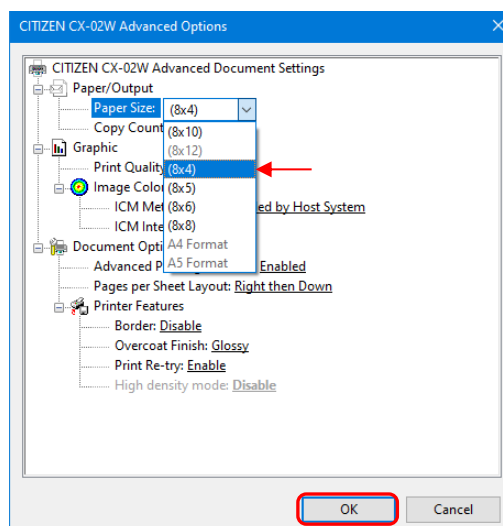 CITIZEN CX-02W Advanced Options
CITIZEN CX-02W Advanced Document Settings
Paper/Output
Paper Size: (8x4)
Copy Count
(8x10)
Graphic
(8x12)
Print Quality
(8x4)
Image Color
(8x5)
ICM Met
(8x6)
ed by Host System
ICM Inte
(8x8)
Document Opti
A4 Format
Advanced P
A5 Format
Enabled
Pages per Sheet Layout: Right then Down
Printer Features
Border: Disable
Overcoat Finish: Glossy
Print Re-try: Enable
High density mode: Disable
OK Cancel